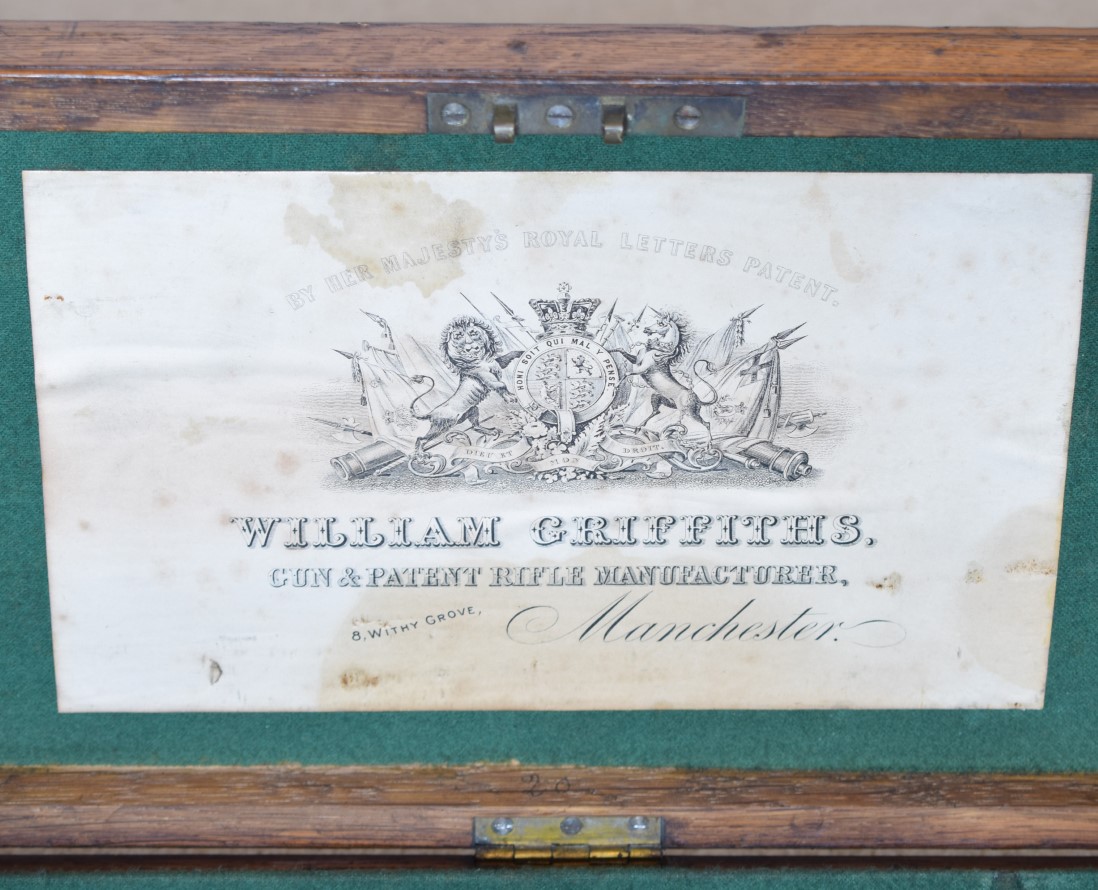 BY HER MAJESTY'S ROYAL LETTERS PATENT.
HONI SOIT QUI MAL Y PENSE
DIEU ET MON DROIT.
WILLIAM GRIFFITHS.
GUN & PATENT RIFLE MANUFACTURER,
8, WITHY GROVE, Manchester.
20